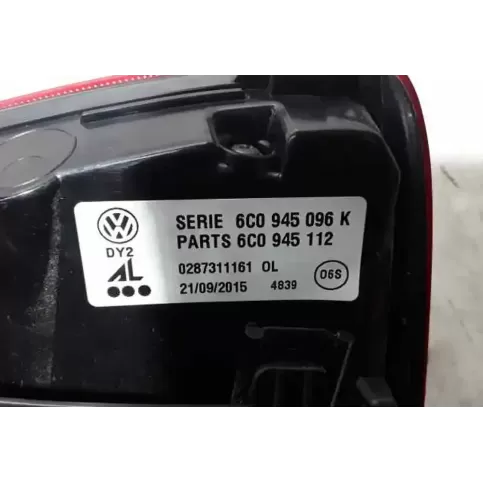 SERIE 6C0 945 096 K
PARTS 6C0 945 112
DY2
AL
0287311161 OL
21/09/2015 4839
06S